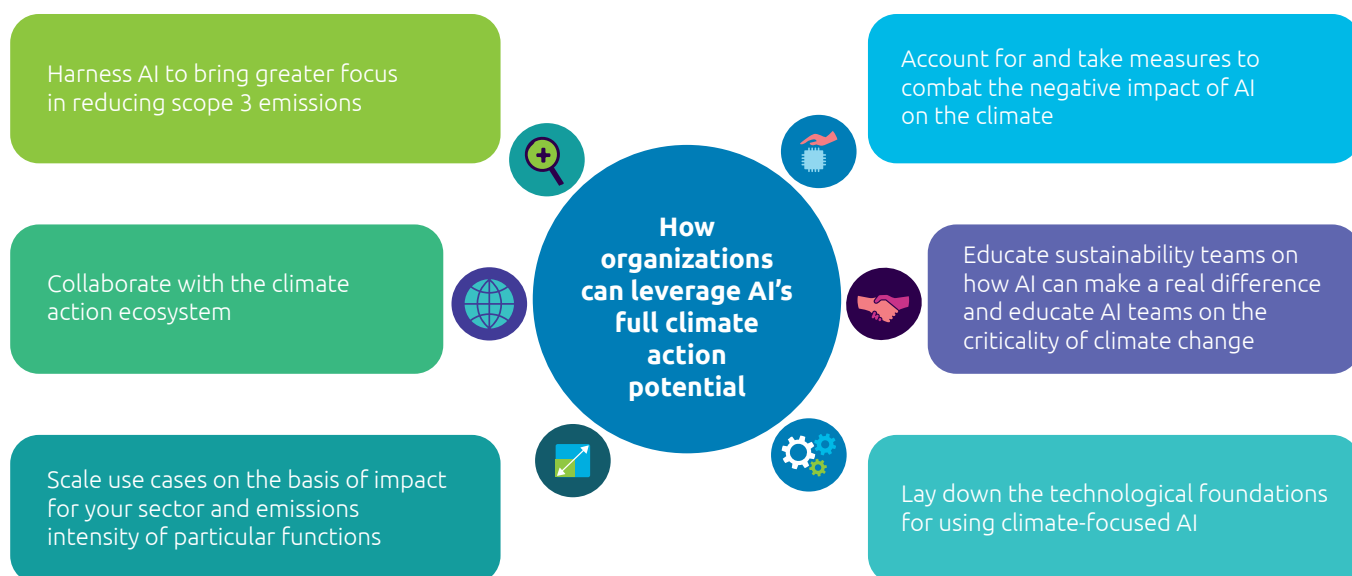 Harness AI to bring greater focus
in reducing scope 3 emissions
Account for and take measures to
combat the negative impact of AI
on the climate
Collaborate with the climate
action ecosystem
How
organizations
can leverage AI’s
full climate
action
potential
Educate sustainability teams on
how AI can make a real difference
and educate AI teams on the
criticality of climate change
Scale use cases on the basis of impact
for your sector and emissions
intensity of particular functions
Lay down the technological foundations
for using climate-focused AI